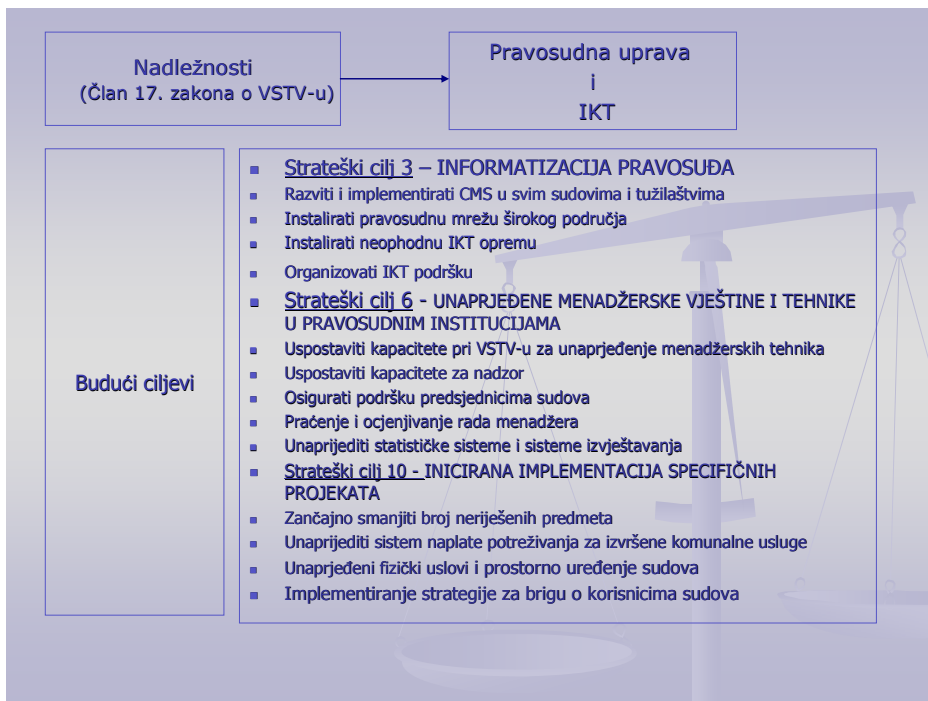 Nadležnosti
(Član 17. zakona o VSTV-u)
Pravosudna uprava
i
IKT
Budući ciljevi
Strateški cilj 3 – INFORMATIZACIJA PRAVOSUĐA
Razviti i implementirati CMS u svim sudovima i tužilaštvima
Instalirati pravosudnu mrežu širokog područja
Instalirati neophodnu IKT opremu
Organizovati IKT podršku
Strateški cilj 6 - UNAPRJEĐENE MENADŽERSKE VJEŠTINE I TEHNIKE
U PRAVOSUDNIM INSTITUCIJAMA
Uspostaviti kapacitete pri VSTV-u za unaprjeđenje menadžerskih tehnika
Uspostaviti kapacitete za nadzor
Osigurati podršku predsjednicima sudova
Praćenje i ocjenjivanje rada menadžera
Unaprijediti statističke sisteme i sisteme izvještavanja
Strateški cilj 10 - INICIRANA IMPLEMENTACIJA SPECIFIČNIH
PROJEKATA
Zančajno smanjiti broj neriješenih predmeta
Unaprijediti sistem naplate potreživanja za izvršene komunalne usluge
Unaprjeđeni fizički uslovi i prostorno uređenje sudova
Implementiranje strategije za brigu o korisnicima sudova